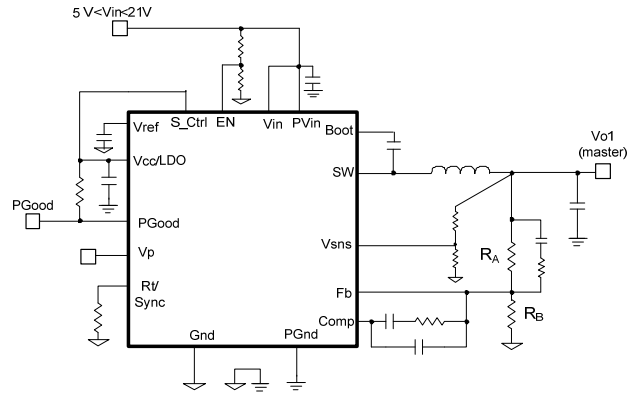 5 V<Vin<21V
S_Ctrl
EN
Vin
PVin
Vref
Boot
Vo1
(master)
Vcc/LDO
SW
PGood
PGood
Vsns
Vp
RA
Rt/
Sync
Fb
RB
Comp
Gnd
PGnd